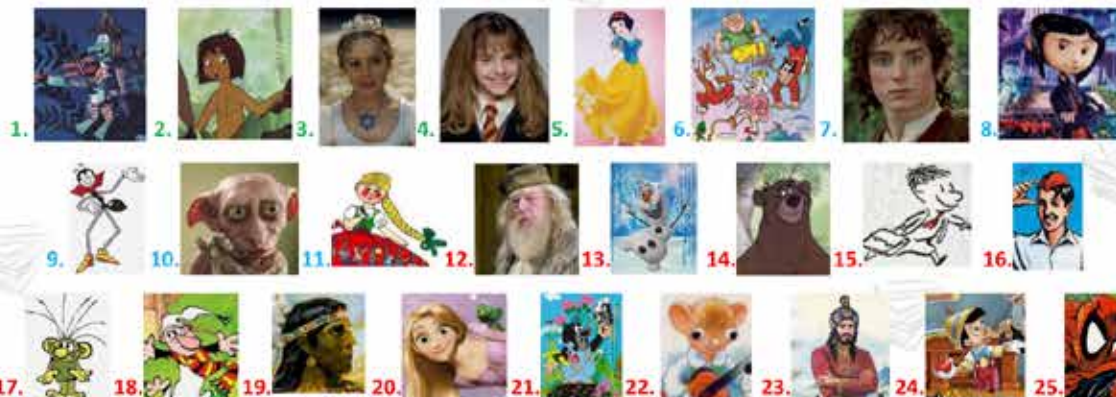 1. 2. 3. 4. 5. 6. 7. 8.
9. 10. 11. 12. 13. 14. 15. 16.
17. 18. 19. 20. 21. 22. 23. 24. 25.